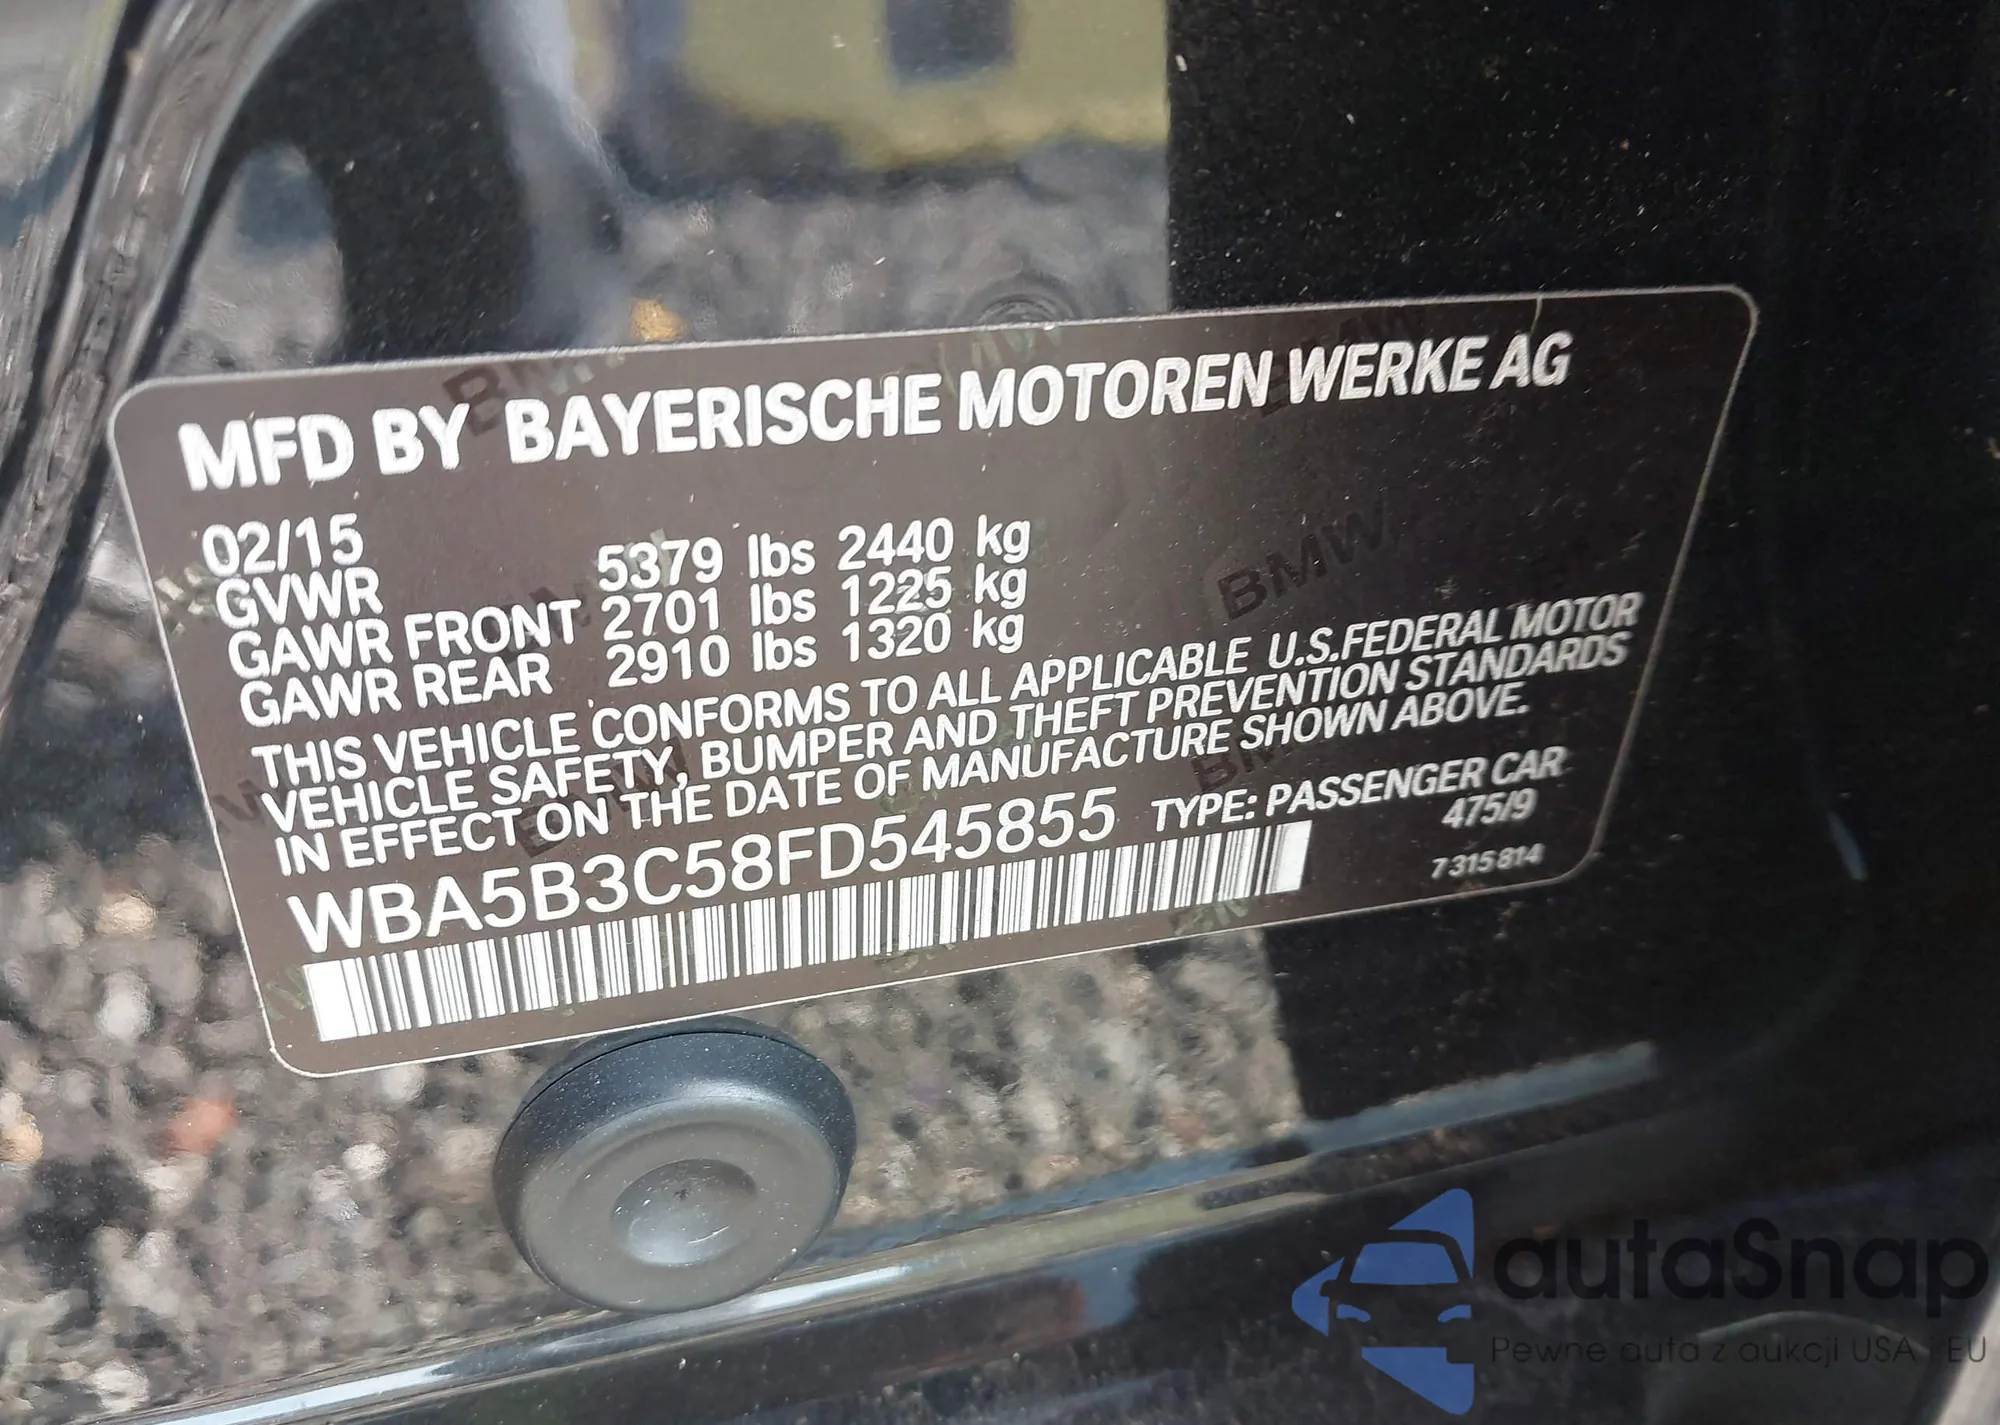 MFD BY BAYERISCHE MOTOREN WERKE AG
02/15
GVWR 5379 lbs 2440 kg
GAWR FRONT 2701 lbs 1225 kg
GAWR REAR 2910 lbs 1320 kg
THIS VEHICLE CONFORMS TO ALL APPLICABLE U.S.FEDERAL MOTOR
VEHICLE SAFETY, BUMPER AND THEFT PREVENTION STANDARDS
IN EFFECT ON THE DATE OF MANUFACTURE SHOWN ABOVE.
WBA5B3C58FD545855 TYPE: PASSENGER CAR
475/9
7 315 814
autaSnap
Pewne auta z aukcji USA i EU